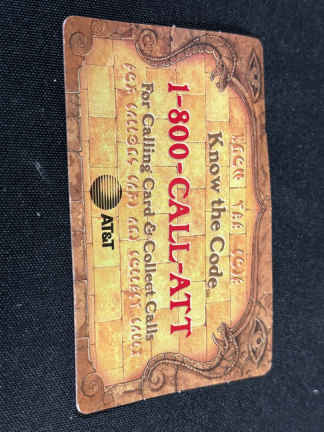 Know the Code
1-800-CALL-ATT
For Calling Card & Collect Calls
AT&T